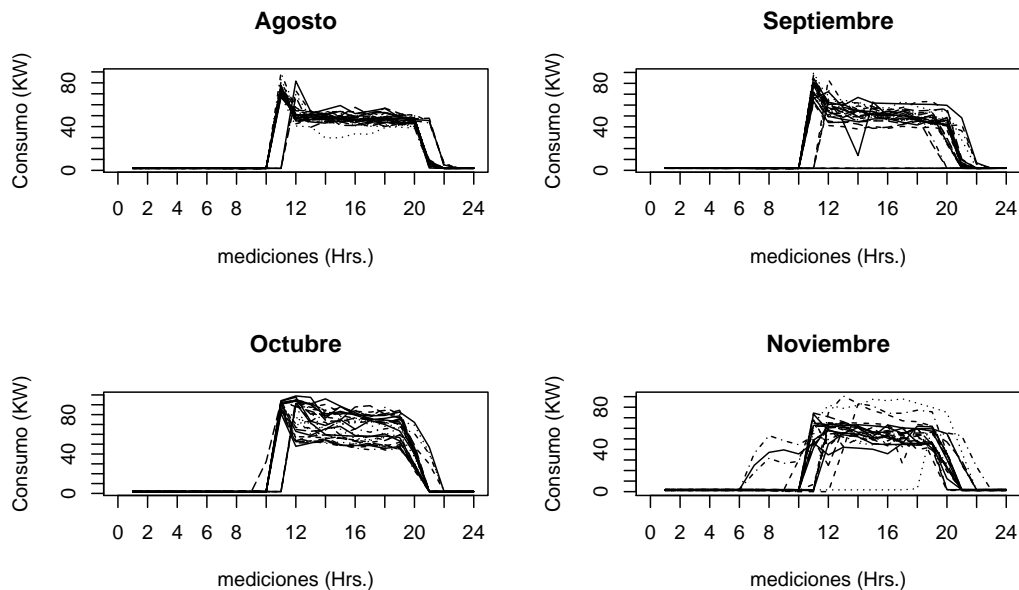 Agosto
Consumo (KW)
0 40 80
0 2 4 6 8 12 16 20 24
mediciones (Hrs.)
Septiembre
Consumo (KW)
0 40 80
0 2 4 6 8 12 16 20 24
mediciones (Hrs.)
Octubre
Consumo (KW)
0 40 80
0 2 4 6 8 12 16 20 24
mediciones (Hrs.)
Noviembre
Consumo (KW)
0 40 80
0 2 4 6 8 12 16 20 24
mediciones (Hrs.)